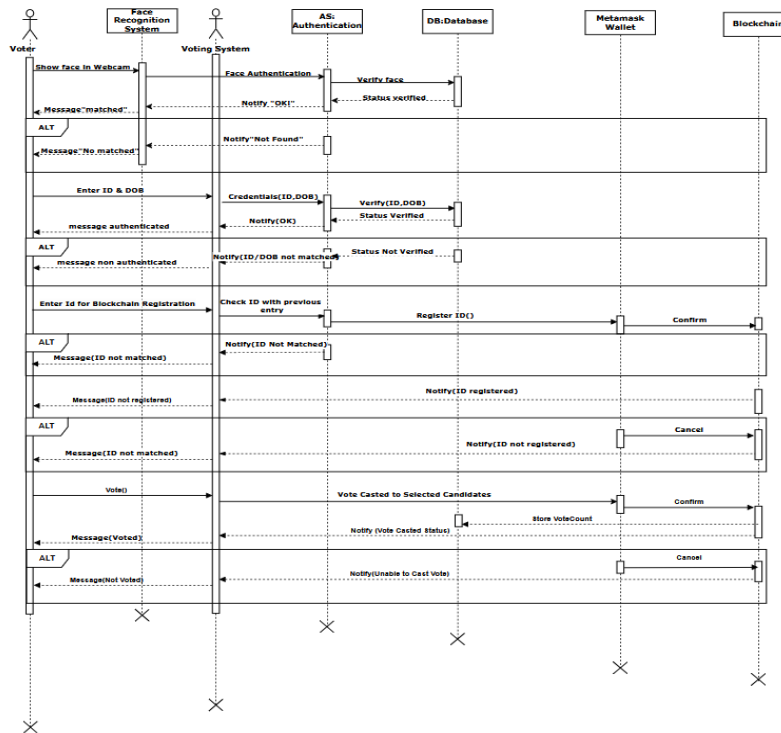 Face
Recognition
System
AS:
Authentication
DB:Database
Metamask
Wallet
Blockchain
Voter
Voting System
Show face in Webcam
Face Authentication
Verify face
Status verified
Notify "OK!"
Message"matched"
ALT
Notify"Not Found"
Message"No matched"
Enter ID & DOB
Credentials(ID,DOB)
Verify(ID,DOB)
Status Verified
Notify(OK)
message authenticated
ALT
Status Not Verified
Notify(ID/DOB not matched)
message non authenticated
Enter Id for Blockchain Registration
Check ID with previous
entry
Register ID()
Confirm
ALT
Notify(ID Not Matched)
Message(ID not matched)
Notify(ID registered)
Message(ID not registered)
ALT
Cancel
Notify(ID not registered)
Message(ID not matched)
Vote()
Vote Casted to Selected Candidates
Confirm
Store VoteCount
Notify (Vote Casted Status)
Message(Voted)
ALT
Cancel
Notify(Unable to Cast Vote)
Message(Not Voted)